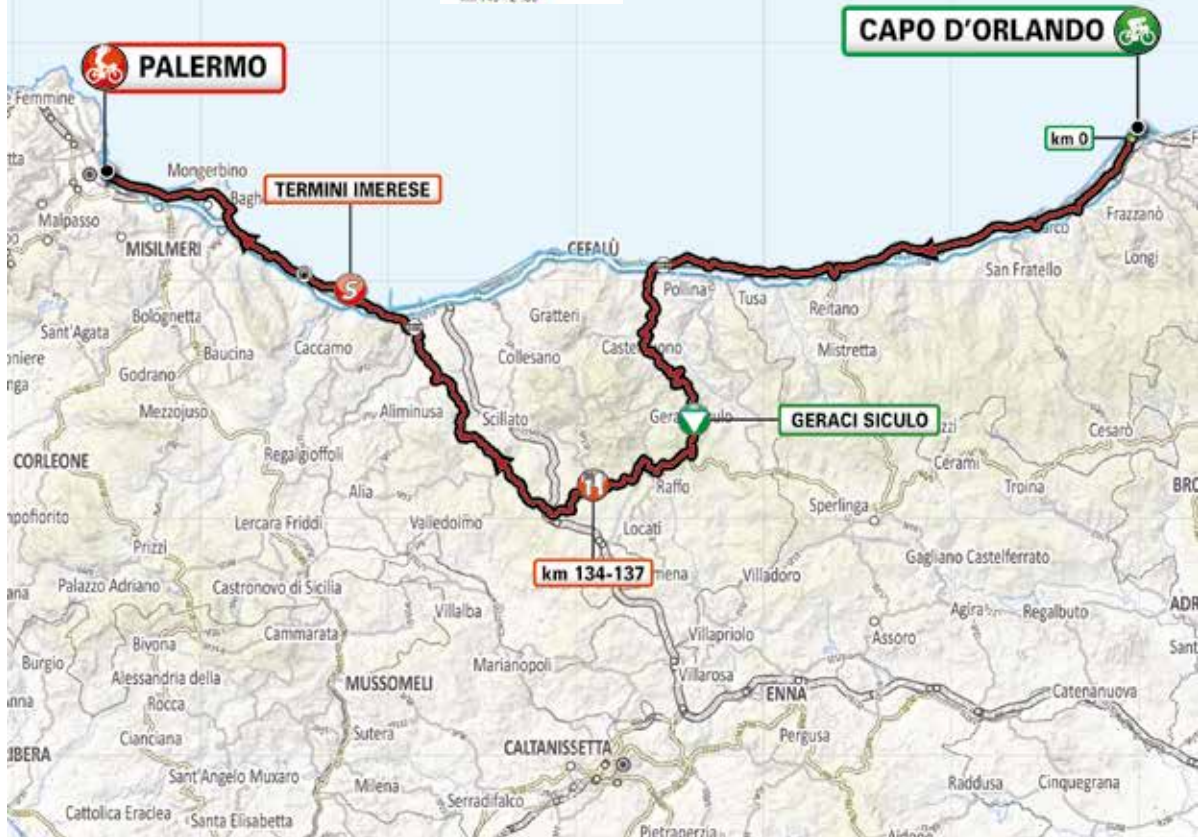 CAPO D'ORLANDO
PALERMO
Femmine
km 0
Mongerbino
TERMINI IMERESE
Frazzanò
Malpasso
MISILMERI
CEFALÙ
San Fratello
Longi
Pollina
Tusa
Reitano
Sant'Agata
Bolognetta
Gratteri
Baucina
Caccamo
Collesano
Mistretta
Godrano
Mezzojuso
Aliminusa
Scillato
GERACI SICULO
Cesarò
CORLEONE
Regalgioffoli
Cerami
Alia
Raffo
Troina
Sperlinga
Lercara Friddi
Locati
Prizzi
Gagliano Castelferrato
km 134-137
Villadoro
Palazzo Adriano
Castronovo di Sicilia
Villalba
Agira
Regalbuto
Cammarata
Villapriolo
Assoro
Bivona
Burgio
Marianopoli
Villarosa
Alessandria della
Rocca
MUSSOMELI
ENNA
Catenanuova
Cianciana
Sutera
CALTANISSETTA
Pergusa
Sant'Angelo Muxaro
Milena
Serradifalco
Raddusa
Cinquegrana
Cattolica Eraclea
Santa Elisabetta
Pietraperzia